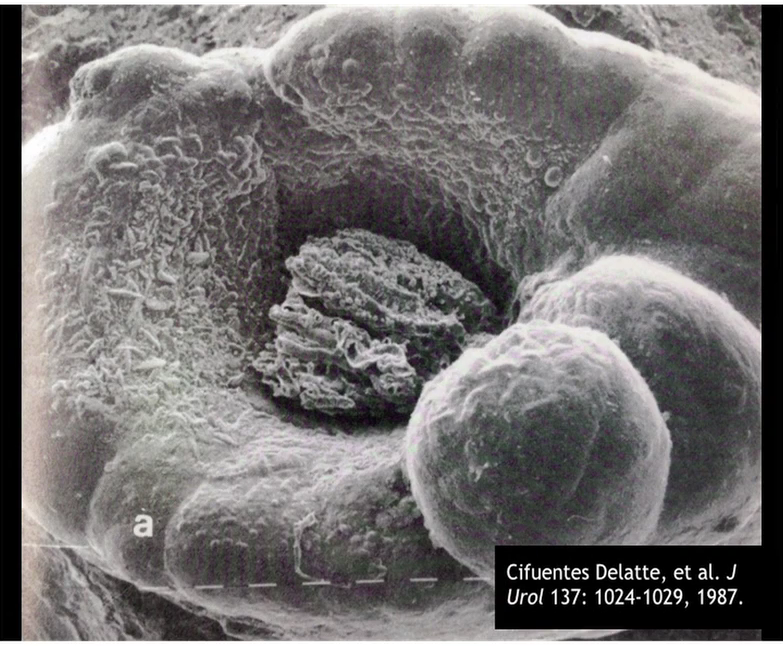 a
Cifuentes Delatte, et al. J
Urol 137: 1024-1029, 1987.